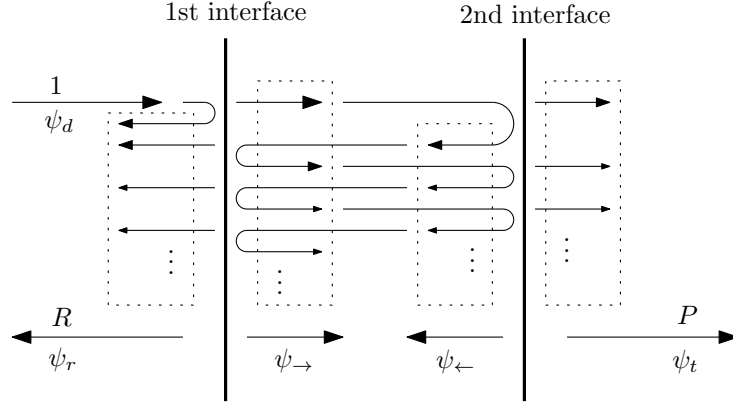 1st interface
2nd interface
1
ψ_d
⋮
⋮
⋮
⋮
R
P
ψ_r
ψ_→
ψ_←
ψ_t